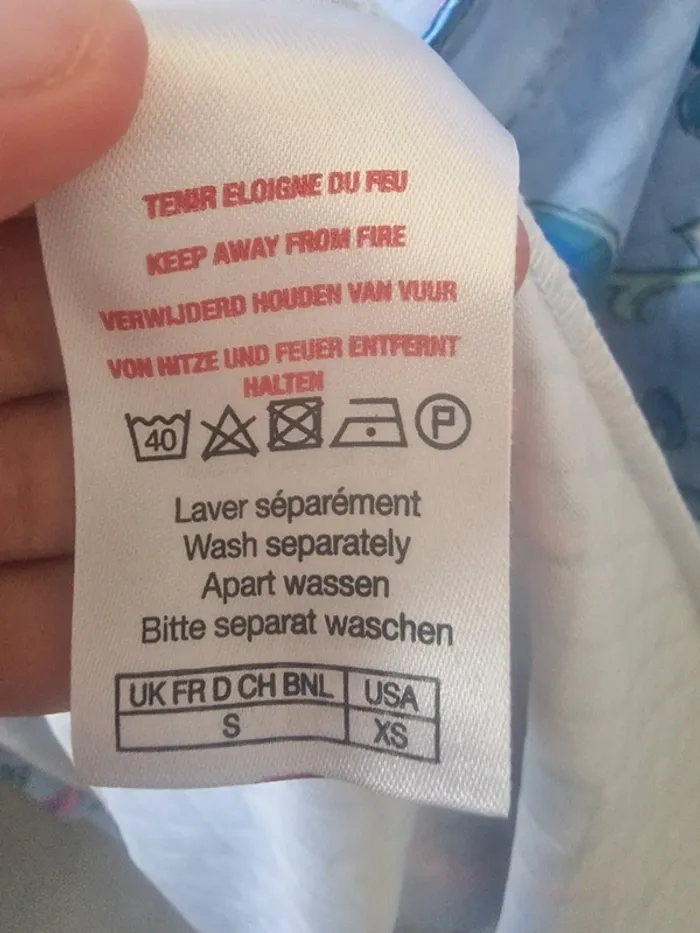 TENIR ELOIGNE DU FEU
KEEP AWAY FROM FIRE
VERWIJDERD HOUDEN VAN VUUR
VON HITZE UND FEUER ENTFERNT
HALTEN
40 P
Laver séparément
Wash separately
Apart wassen
Bitte separat waschen
UK FR D CH BNL USA
S XS